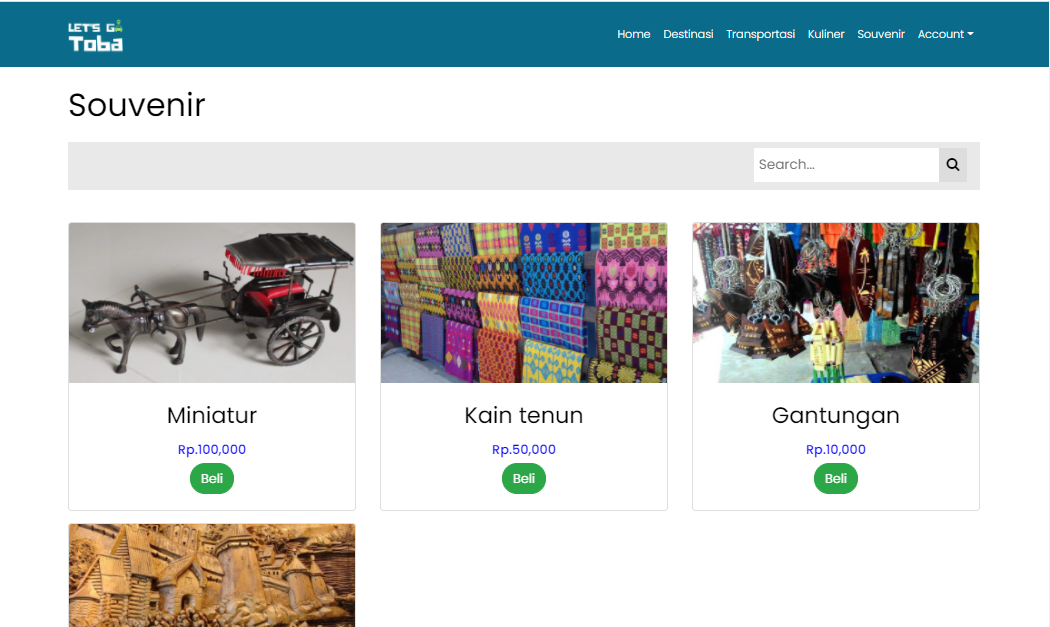 LET'S GO
Toba
Home Destinasi Transportasi Kuliner Souvenir Account
Souvenir
Search...
Miniatur Kain tenun Gantungan
Rp.100,000 Rp.50,000 Rp.10,000
Beli Beli Beli